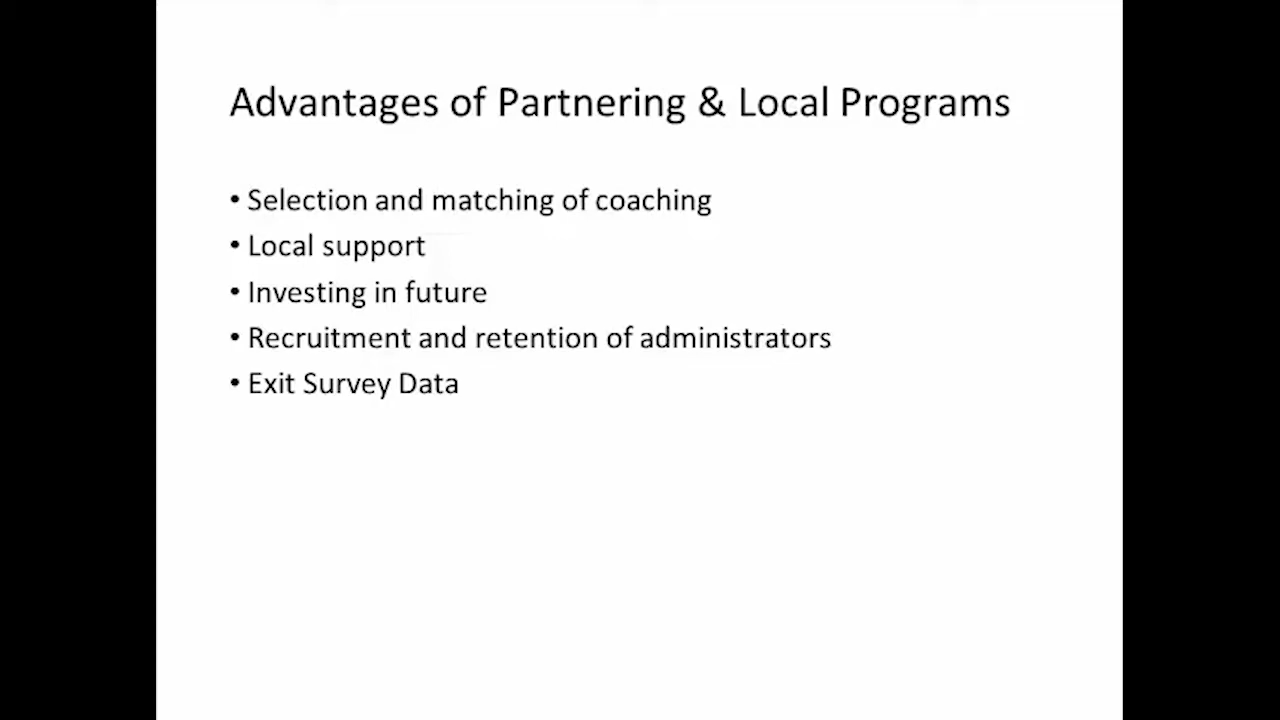 Advantages of Partnering & Local Programs
• Selection and matching of coaching
• Local support
• Investing in future
• Recruitment and retention of administrators
• Exit Survey Data